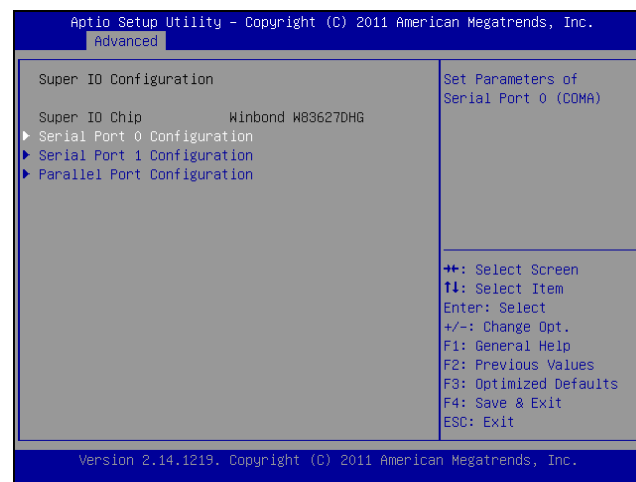 Aptio Setup Utility – Copyright (C) 2011 American Megatrends, Inc.
Advanced
Super IO Configuration
Super IO Chip Winbond W83627DHG
Serial Port 0 Configuration
Serial Port 1 Configuration
Parallel Port Configuration
Set Parameters of
Serial Port 0 (COMA)
→←: Select Screen
↑↓: Select Item
Enter: Select
+/-: Change Opt.
F1: General Help
F2: Previous Values
F3: Optimized Defaults
F4: Save & Exit
ESC: Exit
Version 2.14.1219. Copyright (C) 2011 American Megatrends, Inc.